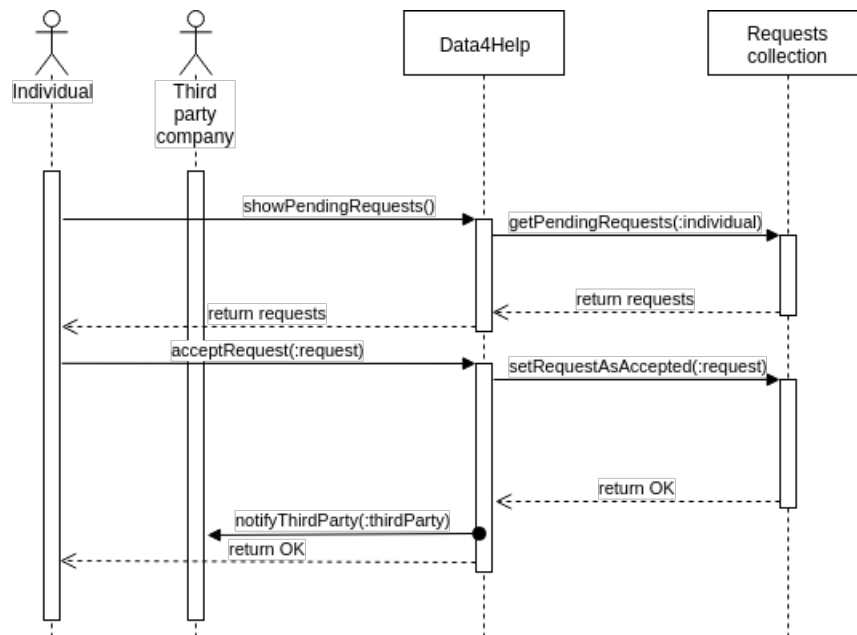 Individual
Third
party
company
Data4Help
Requests
collection
showPendingRequests()
getPendingRequests(:individual)
return requests
return requests
acceptRequest(:request)
setRequestAsAccepted(:request)
return OK
notifyThirdParty(:thirdParty)
return OK